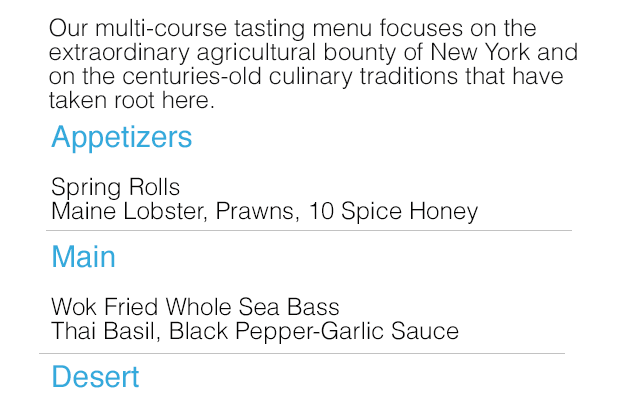 Our multi-course tasting menu focuses on the
extraordinary agricultural bounty of New York and
on the centuries-old culinary traditions that have
taken root here.
Appetizers
Spring Rolls
Maine Lobster, Prawns, 10 Spice Honey
Main
Wok Fried Whole Sea Bass
Thai Basil, Black Pepper-Garlic Sauce
Desert